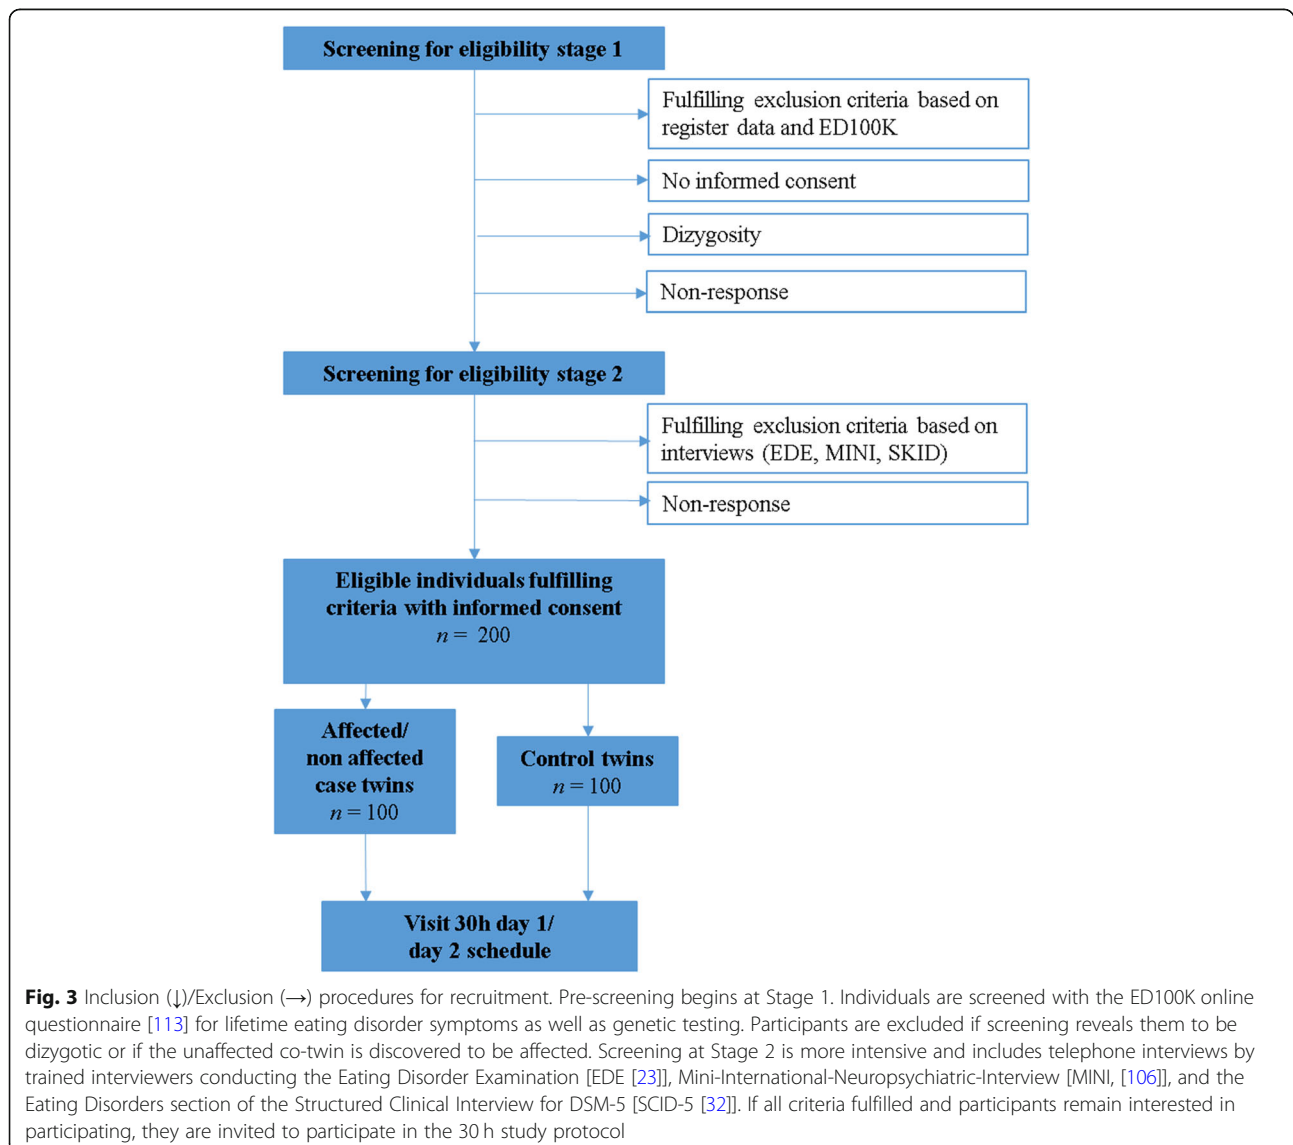 Screening for eligibility stage 1
Fulfilling exclusion criteria based on
register data and ED100K
No informed consent
Dizygosity
Non-response
Screening for eligibility stage 2
Fulfilling exclusion criteria based on
interviews (EDE, MINI, SKID)
Non-response
Eligible individuals fulfilling
criteria with informed consent
n = 200
Affected/
non affected
case twins
n = 100
Control twins
n = 100
Visit 30h day 1/
day 2 schedule
Fig. 3 Inclusion (↓)/Exclusion (→) procedures for recruitment. Pre-screening begins at Stage 1. Individuals are screened with the ED100K online
questionnaire [113] for lifetime eating disorder symptoms as well as genetic testing. Participants are excluded if screening reveals them to be
dizygotic or if the unaffected co-twin is discovered to be affected. Screening at Stage 2 is more intensive and includes telephone interviews by
trained interviewers conducting the Eating Disorder Examination [EDE [23]], Mini-International-Neuropsychiatric-Interview [MINI, [106]], and the
Eating Disorders section of the Structured Clinical Interview for DSM-5 [SCID-5 [32]]. If all criteria fulfilled and participants remain interested in
participating, they are invited to participate in the 30 h study protocol